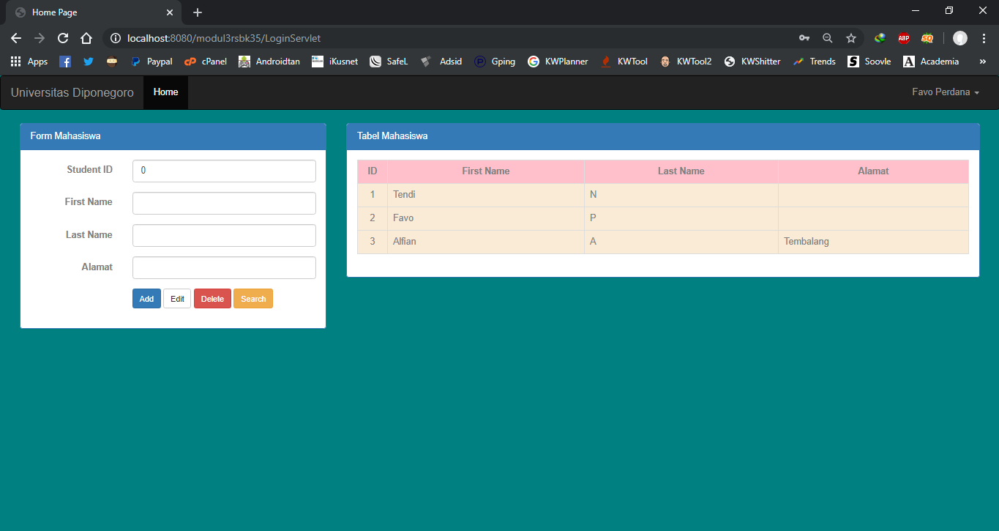 Home Page
localhost:8080/modul3rsbk35/LoginServlet
ABP
SQ
Apps Paypal cPanel Androidtan iKusnet SafeL Adsid Gping KWPlanner KWTool KWTool2 KWShitter Trends Soovle Academia »
Universitas Diponegoro Home Favo Perdana
Form Mahasiswa
Student ID 0
First Name
Last Name
Alamat
Add Edit Delete Search
Tabel Mahasiswa
ID First Name Last Name Alamat
1 Tendi N
2 Favo P
3 Alfian A Tembalang